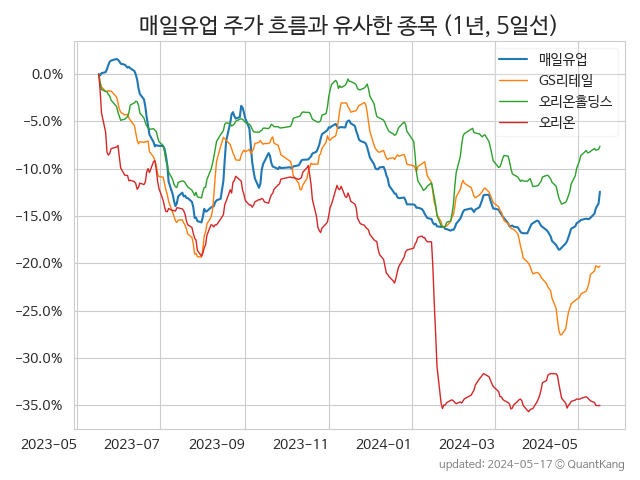 매일유업 주가 흐름과 유사한 종목 (1년, 5일선)
매일유업
GS리테일
오리온홀딩스
오리온
0.0%
−5.0%
−10.0%
−15.0%
−20.0%
−25.0%
−30.0%
−35.0%
2023-05 2023-07 2023-09 2023-11 2024-01 2024-03 2024-05
updated: 2024-05-17 © QuantKang